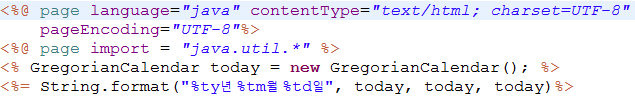 <%@ page language="java" contentType="text/html; charset=UTF-8"
pageEncoding="UTF-8"%>
<%@ page import = "java.util.*" %>
<% GregorianCalendar today = new GregorianCalendar(); %>
<%= String.format("%ty년 %tm월 %td일", today, today, today)%>